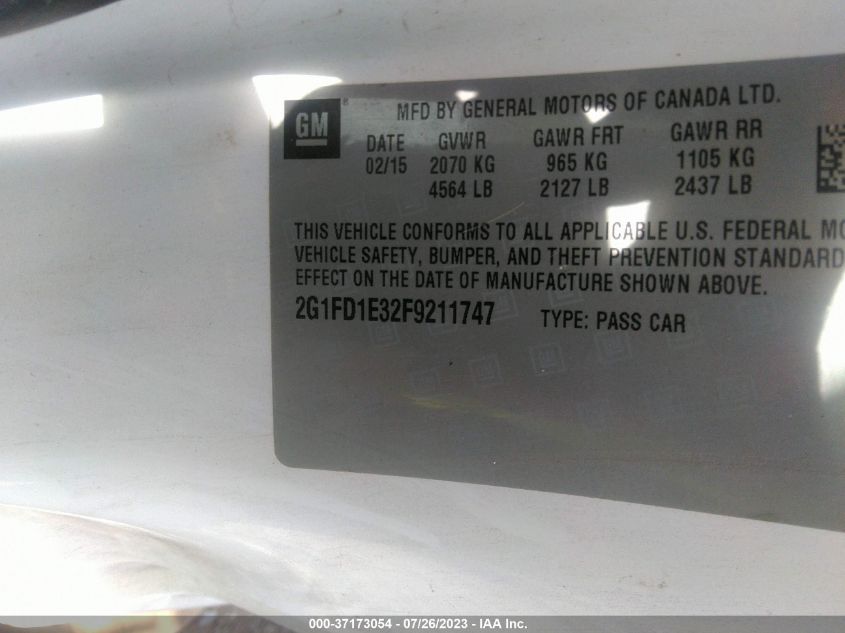 MFD BY GENERAL MOTORS OF CANADA LTD.
GM ®
DATE GVWR GAWR FRT GAWR RR
02/15 2070 KG 965 KG 1105 KG
4564 LB 2127 LB 2437 LB
THIS VEHICLE CONFORMS TO ALL APPLICABLE U.S. FEDERAL MO
VEHICLE SAFETY, BUMPER, AND THEFT PREVENTION STANDARD
EFFECT ON THE DATE OF MANUFACTURE SHOWN ABOVE.
2G1FD1E32F9211747 TYPE: PASS CAR
000-37173054 - 07/26/2023 - IAA Inc.